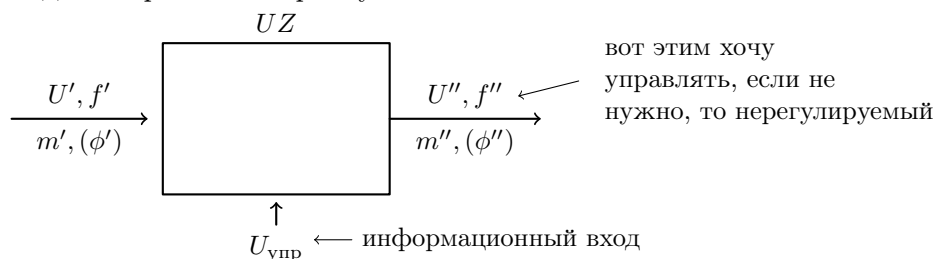 UZ
вот этим хочу
управлять, если не
нужно, то нерегулируемый
U', f'
m', (ϕ')
U'', f''
m'', (ϕ'')
U_упр
информационный вход